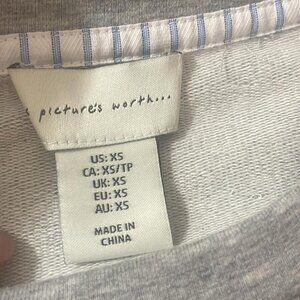 picture's worth...
US: XS
CA: XS/TP
UK: XS
EU: XS
AU: XS
MADE IN
CHINA